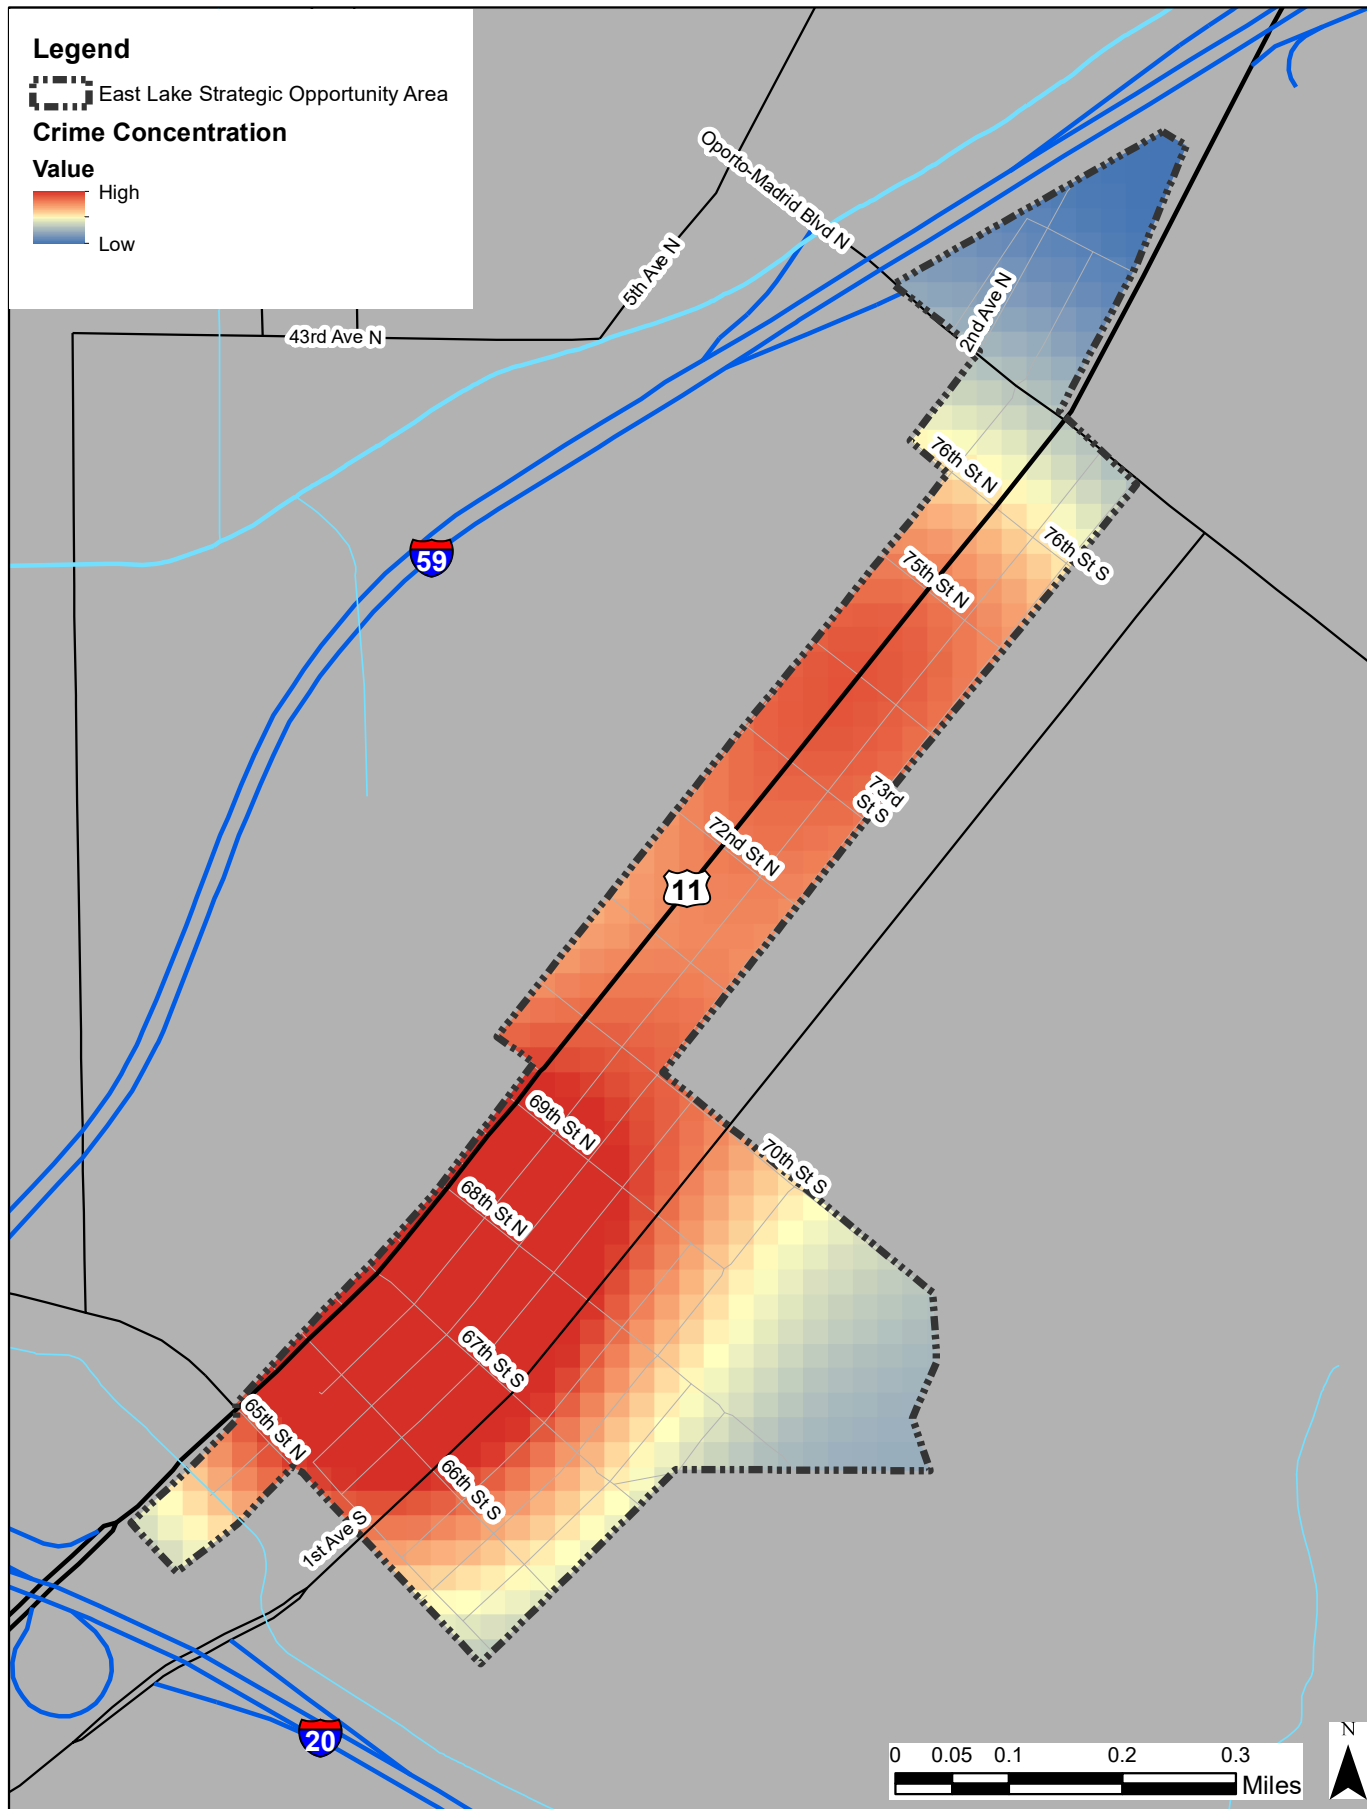 Legend
East Lake Strategic Opportunity Area
Crime Concentration
Value
High
Low
Oporto-Madrid Blvd N
5th Ave N
43rd Ave N
2nd Ave N
76th St N
76th St S
59
75th St N
73rd
St S
72nd St N
11
69th St N
70th St S
68th St N
67th St S
65th St N
66th St S
1st Ave S
20
0 0.05 0.1 0.2 0.3
Miles
N